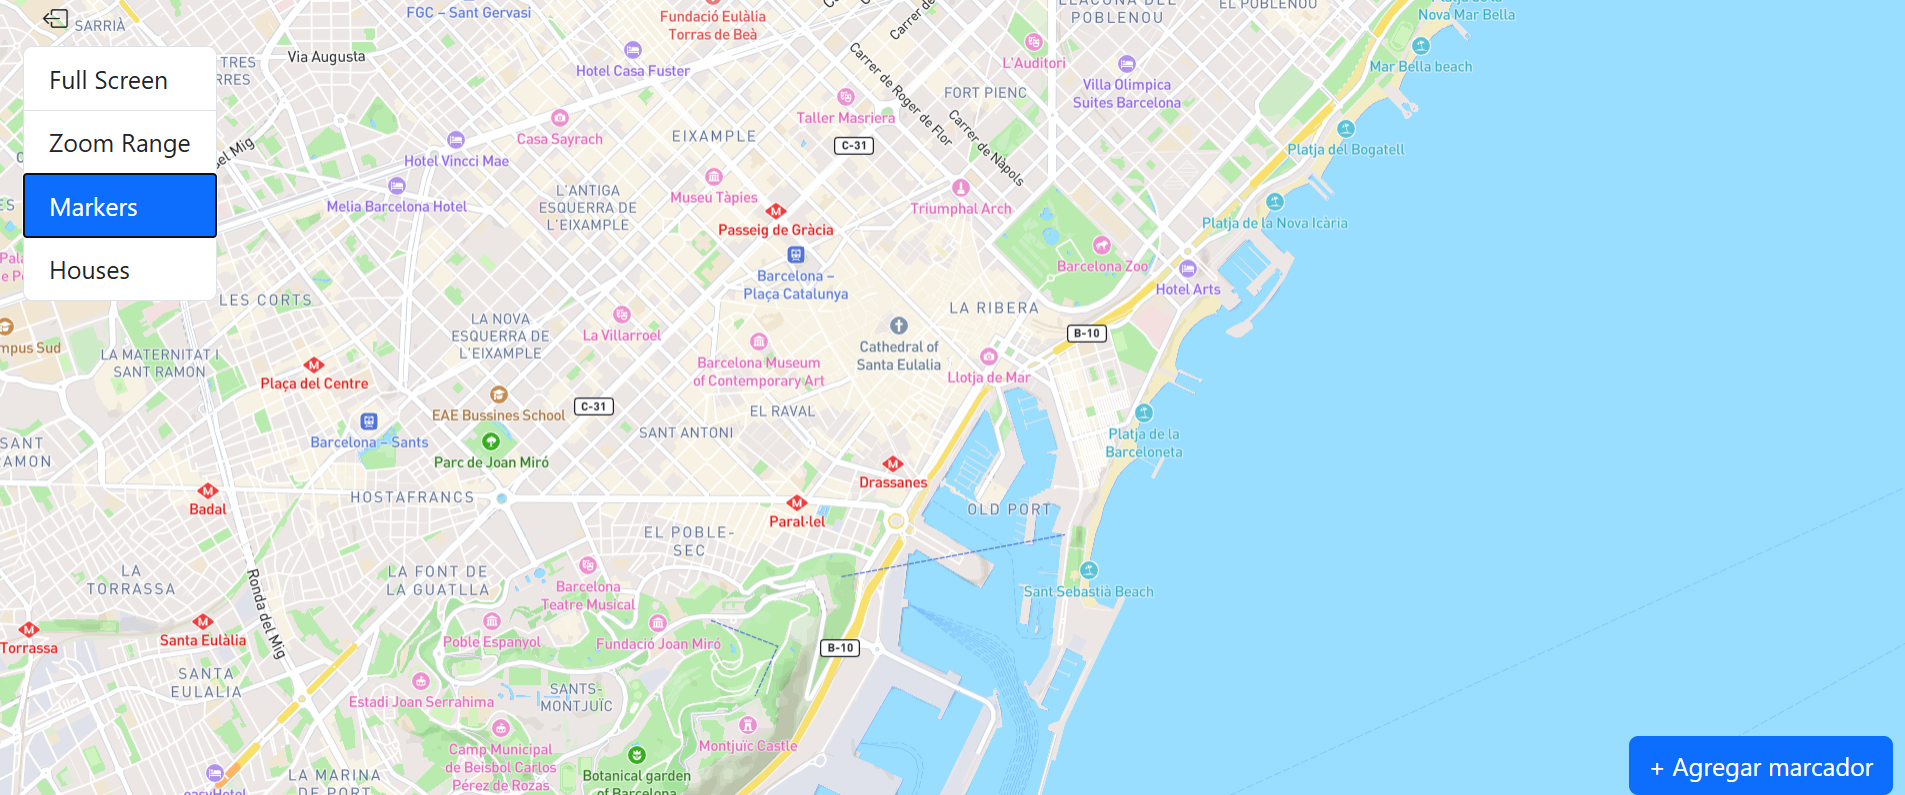 SARRIÀ
FGC – Sant Gervasi
Fundació Eulàlia
Torras de Beà
Carrer de
POBLENOU
EL POBLENOU
Nova Mar Bella
Via Augusta
Full Screen
Zoom Range
Markers
Houses
TRES
Hotel Casa Fuster
L'Auditori
Villa Olimpica
Suites Barcelona
Mar Bella beach
Carrer de Roger de Flor
Carrer de Nàpols
FORT PIENC
Taller Masriera
Casa Sayrach
EIXAMPLE
C-31
Platja del Bogatell
del Mig
Hotel Vincci Mae
Melia Barcelona Hotel
L'ANTIGA
ESQUERRA DE
L'EIXAMPLE
Museu Tàpies
Passeig de Gràcia
Triumphal Arch
Platja de la Nova Icària
Barcelona –
Plaça Catalunya
Barcelona Zoo
Hotel Arts
LES CORTS
LA RIBERA
LA NOVA
ESQUERRA DE
L'EIXAMPLE
La Villarroel
B-10
mpus Sud
LA MATERNITAT I
SANT RAMON
Plaça del Centre
Barcelona Museum
of Contemporary Art
Cathedral of
Santa Eulalia
Llotja de Mar
EAE Bussines School
C-31
EL RAVAL
Barcelona – Sants
SANT ANTONI
Platja de la
Barceloneta
SANT
RAMON
Parc de Joan Miró
Drassanes
Badal
HOSTAFRANCS
Paral·lel
OLD PORT
EL POBLE-
SEC
LA
TORRASSA
Ronda del Mig
LA FONT DE
LA GUATLLA
Barcelona
Teatre Musical
Sant Sebastià Beach
Torrassa
Santa Eulàlia
Poble Espanyol
Fundació Joan Miró
B-10
SANTA
EULALIA
Estadi Joan Serrahima
SANTS-
MONTJUÏC
Montjuïc Castle
Camp Municipal
de Beisbol Carlos
Pérez de Rozas
Botanical garden
of Barcelona
LA MARINA
DE PORT
easyHotel
+ Agregar marcador